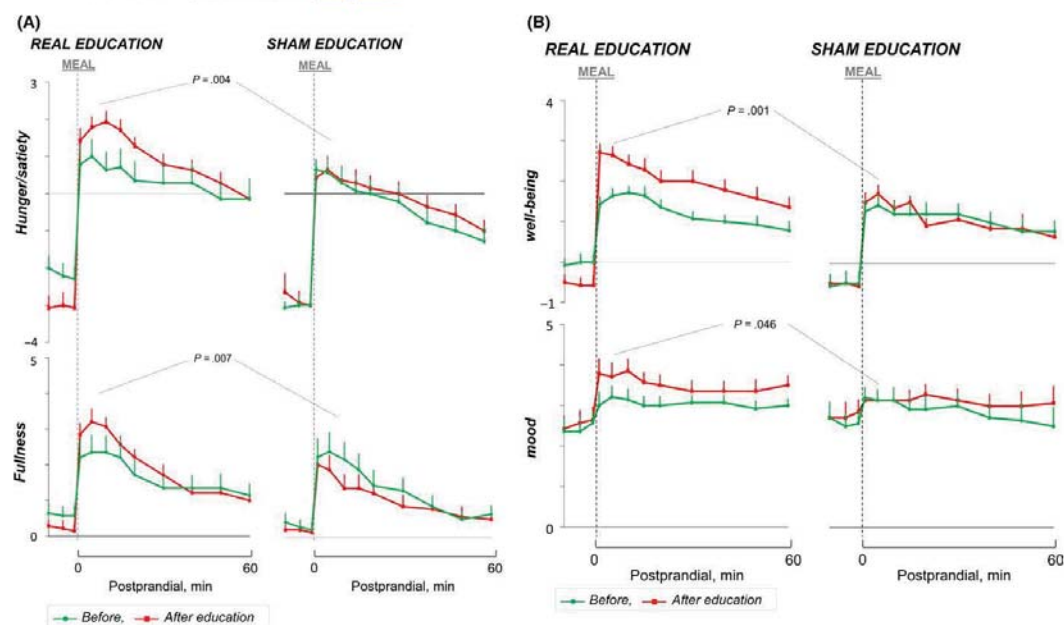 (A)
REAL EDUCATION
SHAM EDUCATION
MEAL
MEAL
P = .004
3
Hunger/satiety
−4
P = .007
5
Fullness
0
0
60
0
60
Postprandial, min
Postprandial, min
Before,
After education
(B)
REAL EDUCATION
SHAM EDUCATION
MEAL
MEAL
P = .001
4
well-being
−1
P = .046
5
mood
0
0
60
0
60
Postprandial, min
Postprandial, min
Before,
After education